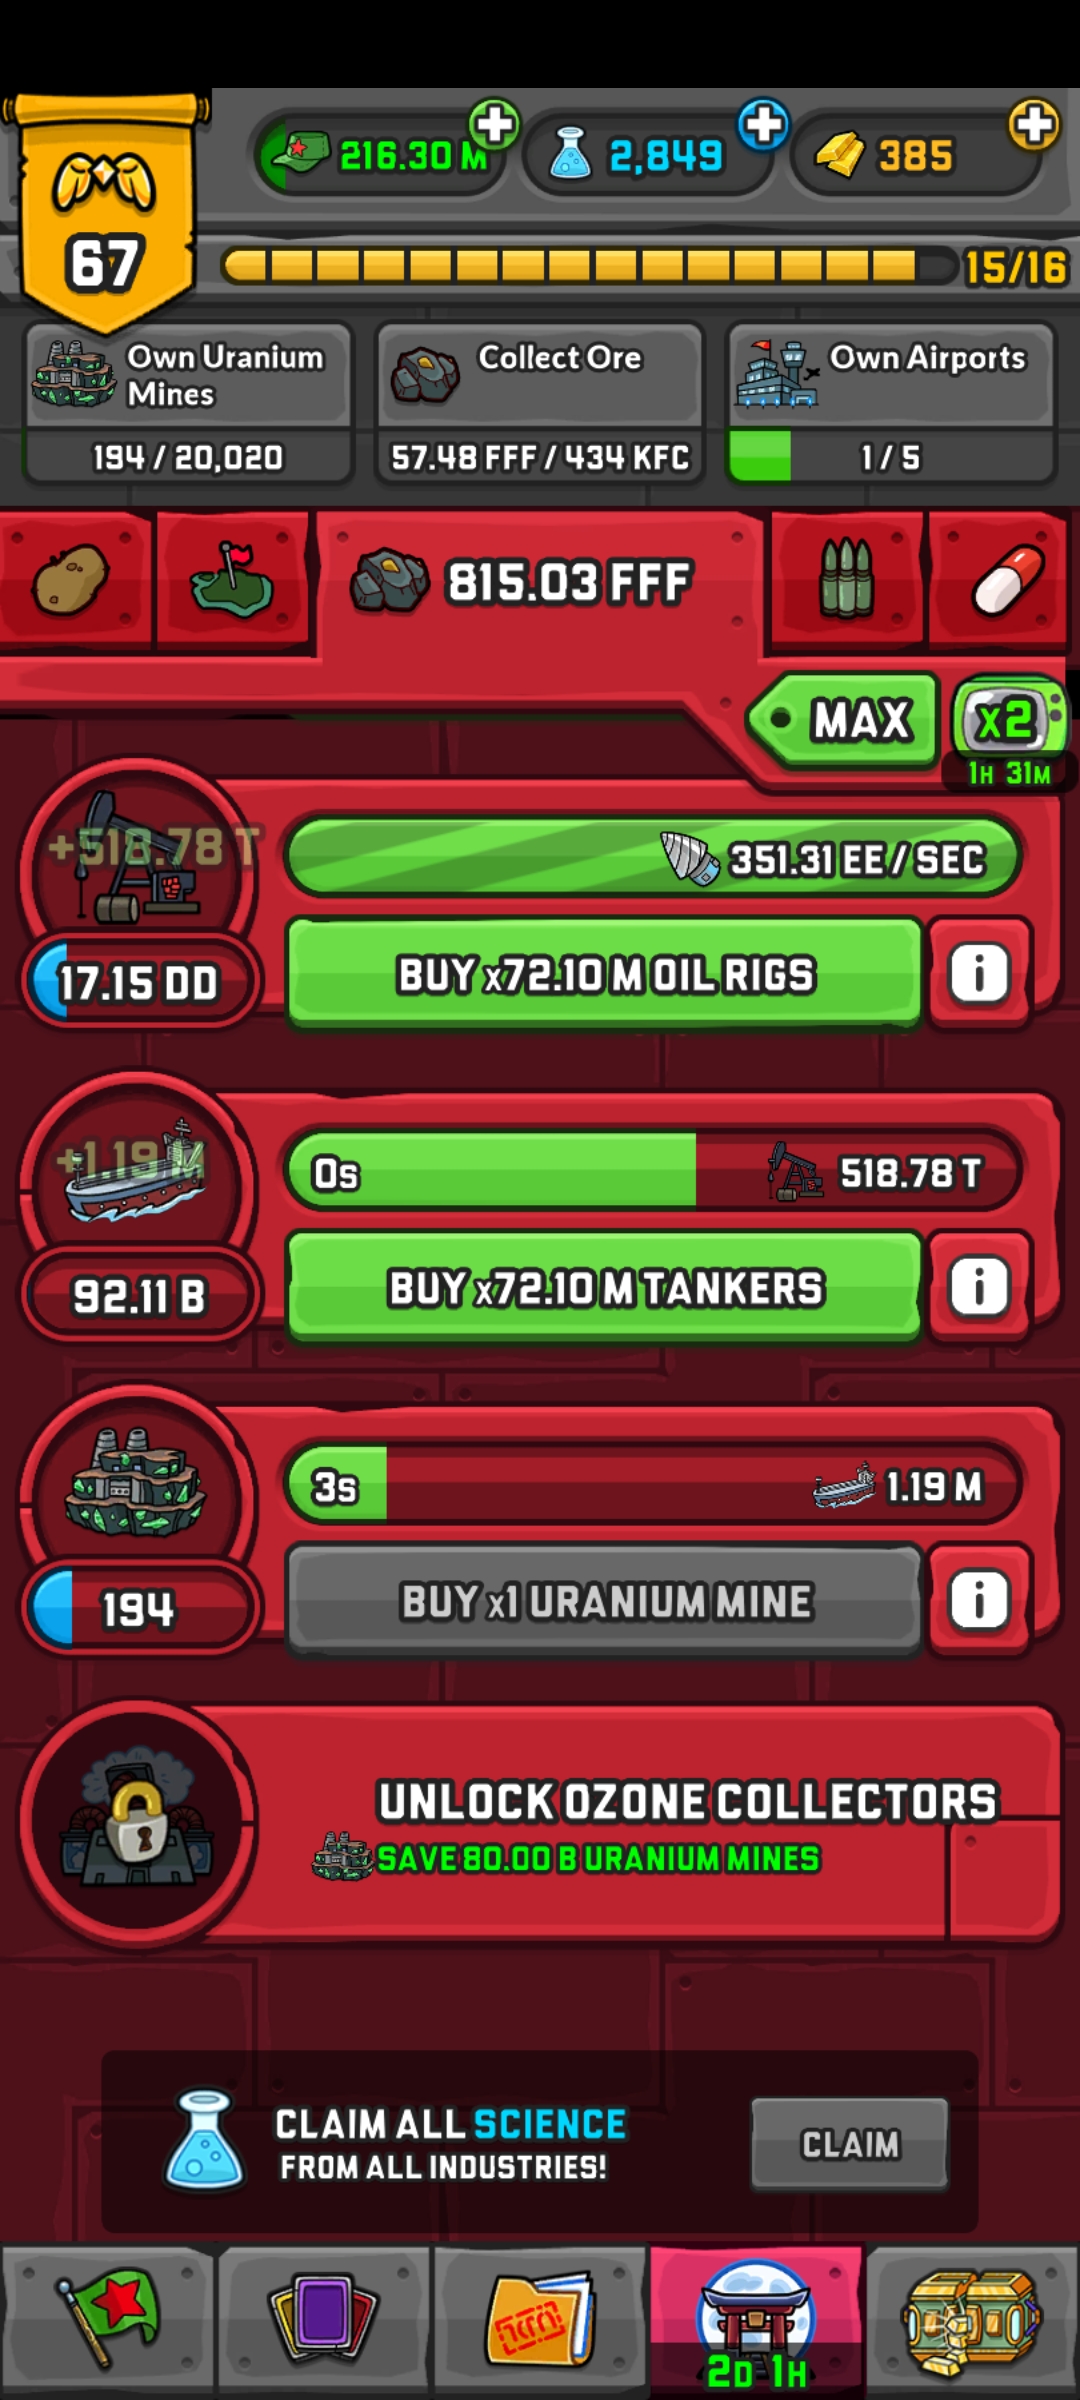 67
216.30 M
2,849
385
15/16
Own Uranium
Mines
194 / 20,020
Collect Ore
57.48 FFF / 434 KFC
Own Airports
1 / 5
815.03 FFF
MAX
x2
1H 31M
+518.78 T
351.31 EE / SEC
17.15 DD
BUY x72.10 M OIL RIGS
i
+1.19 M
0s
518.78 T
92.11 B
BUY x72.10 M TANKERS
i
3s
1.19 M
194
BUY x1 URANIUM MINE
i
UNLOCK OZONE COLLECTORS
SAVE 80.00 B URANIUM MINES
CLAIM ALL SCIENCE
FROM ALL INDUSTRIES!
CLAIM
2D 1H